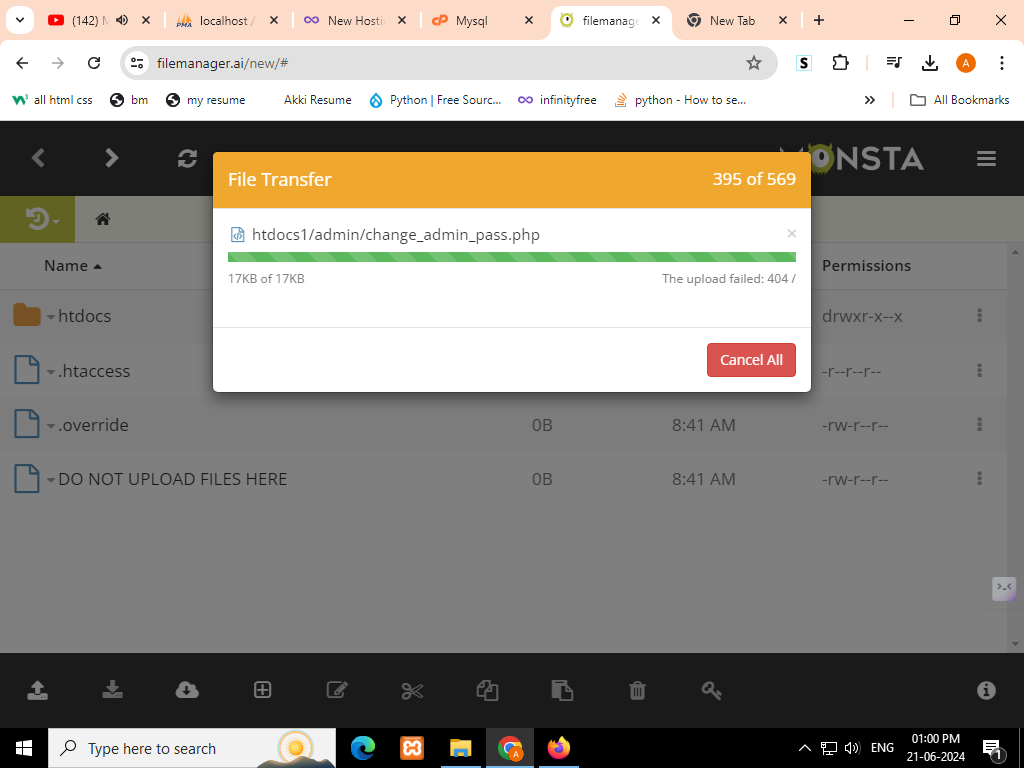 (142) M
localhost /
New Hosti
Mysql
filemanage
New Tab
filemanager.ai/new/#
S
A
all html css
bm
my resume
Akki Resume
Python | Free Sourc...
infinityfree
python - How to se...
All Bookmarks
MONSTA
File Transfer
395 of 569
htdocs1/admin/change_admin_pass.php
17KB of 17KB
The upload failed: 404 /
Cancel All
Name
Permissions
htdocs
drwxr-x--x
.htaccess
-r--r--r--
.override
0B
8:41 AM
-rw-r--r--
DO NOT UPLOAD FILES HERE
0B
8:41 AM
-rw-r--r--
Type here to search
A
ENG
01:00 PM
21-06-2024
1